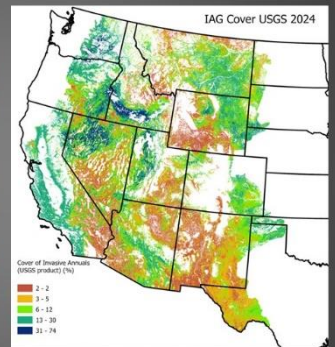 IAG Cover USGS 2024
Cover of Invasive Annuals
(USGS product) (%)
2 - 2
3 - 5
6 - 12
13 - 30
31 - 74